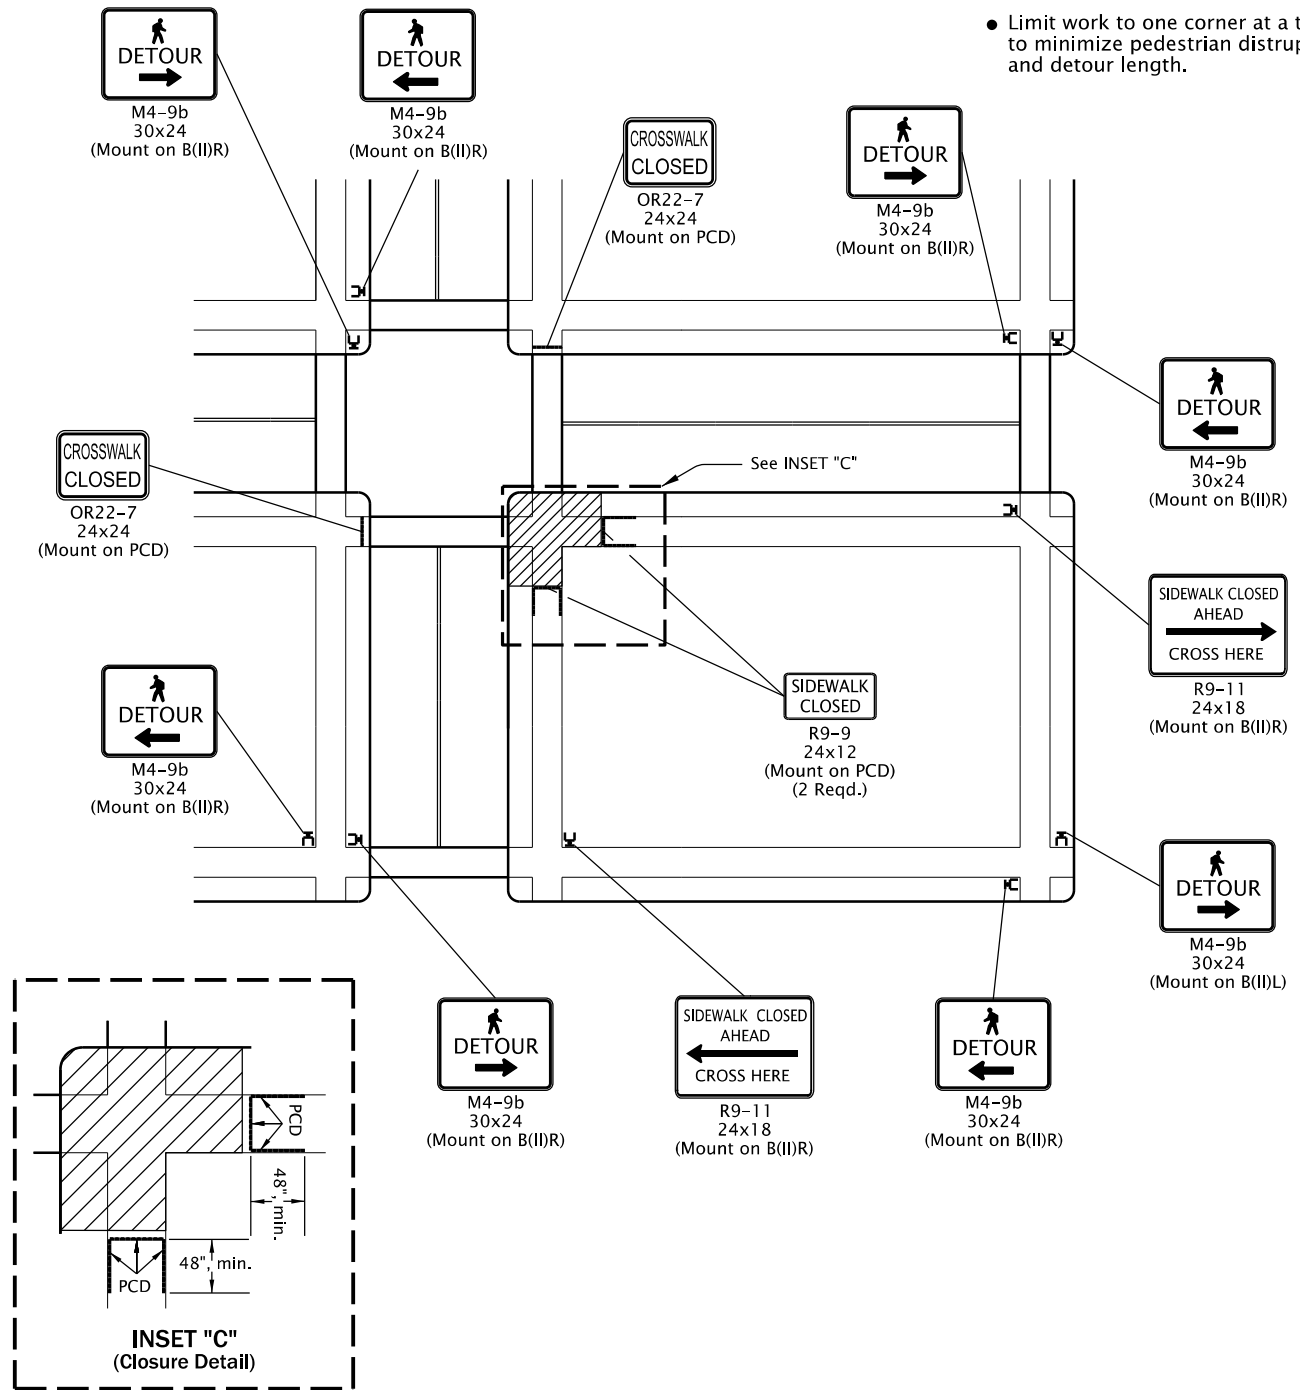 ● Limit work to one corner at a t
to minimize pedestrian distrup
and detour length.
DETOUR
M4-9b
30x24
(Mount on B(II)R)
DETOUR
M4-9b
30x24
(Mount on B(II)R)
CROSSWALK
CLOSED
OR22-7
24x24
(Mount on PCD)
DETOUR
M4-9b
30x24
(Mount on B(II)R)
DETOUR
M4-9b
30x24
(Mount on B(II)R)
CROSSWALK
CLOSED
OR22-7
24x24
(Mount on PCD)
See INSET "C"
SIDEWALK CLOSED
AHEAD
CROSS HERE
R9-11
24x18
(Mount on B(II)R)
SIDEWALK
CLOSED
R9-9
24x12
(Mount on PCD)
(2 Reqd.)
DETOUR
M4-9b
30x24
(Mount on B(II)R)
DETOUR
M4-9b
30x24
(Mount on B(II)L)
DETOUR
M4-9b
30x24
(Mount on B(II)R)
SIDEWALK CLOSED
AHEAD
CROSS HERE
R9-11
24x18
(Mount on B(II)R)
DETOUR
M4-9b
30x24
(Mount on B(II)R)
PCD
48", min.
48", min.
PCD
INSET "C"
(Closure Detail)